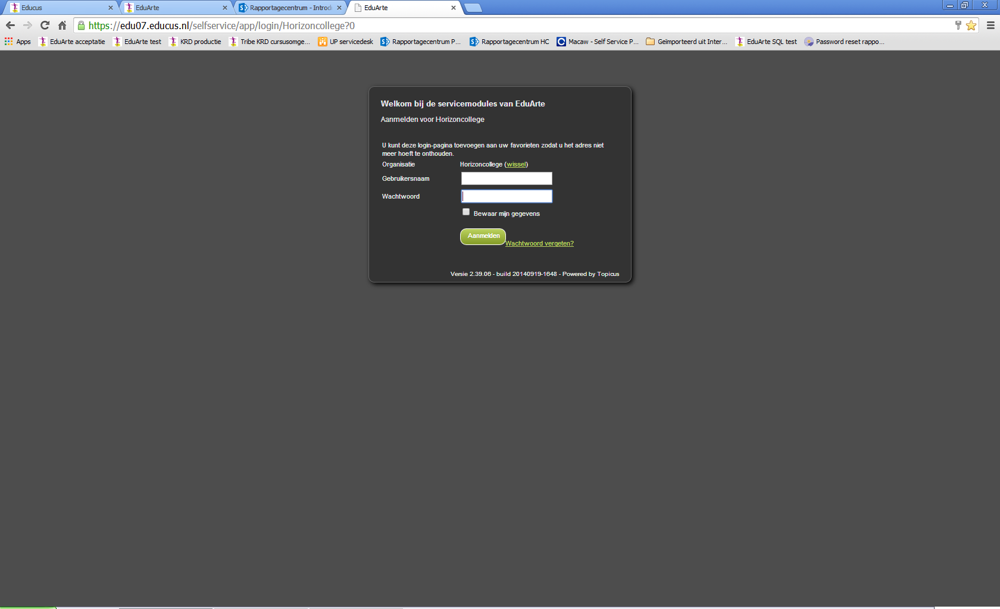 Educus
EduArte
Rapportagecentrum - Introd
EduArte
https://edu07.educus.nl/selfservice/app/login/Horizoncollege?0
Apps
EduArte acceptatie
EduArte test
KRD productie
Tribe KRD cursusomge...
UP servicedesk
Rapportagecentrum P...
Rapportagecentrum HC
Macaw - Self Service P...
Geïmporteerd uit Inter...
EduArte SQL test
Password reset rappo...
Welkom bij de servicemodules van EduArte
Aanmelden voor Horizoncollege
U kunt deze login-pagina toevoegen aan uw favorieten zodat u het adres niet
meer hoeft te onthouden.
Organisatie Horizoncollege (wissel)
Gebruikersnaam
Wachtwoord
Bewaar mijn gegevens
Aanmelden
Wachtwoord vergeten?
Versie 2.39.06 - build 20140919-1648 - Powered by Topicus